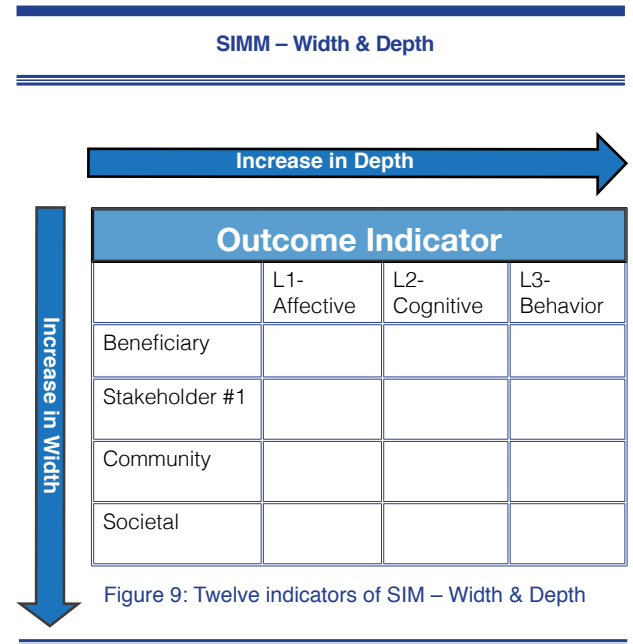 SIMM – Width & Depth
Increase in Depth
Increase in Width
Outcome Indicator
L1-
Affective
L2-
Cognitive
L3-
Behavior
Beneficiary
Stakeholder #1
Community
Societal
Figure 9: Twelve indicators of SIM – Width & Depth